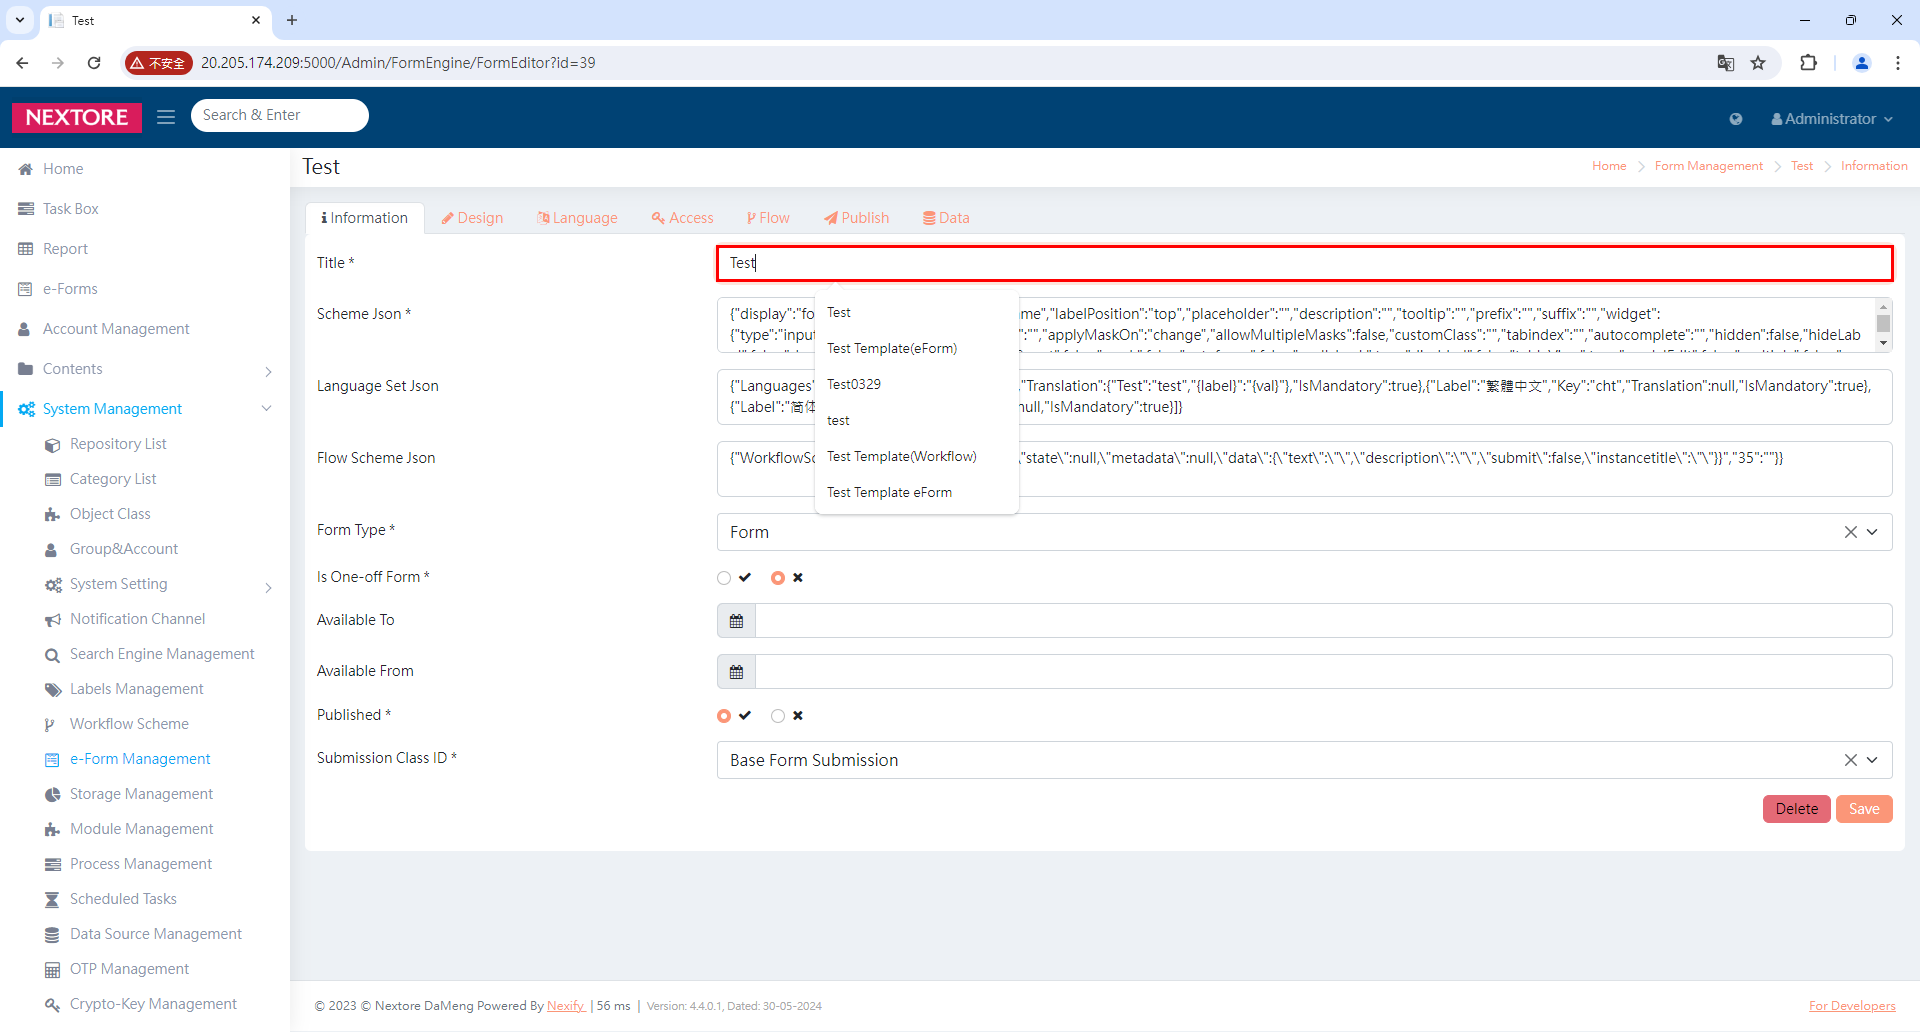 Test
不安全
20.205.174.209:5000/Admin/FormEngine/FormEditor?id=39
NEXTORE
Search & Enter
Administrator
Home
Task Box
Report
e-Forms
Account Management
Contents
System Management
Repository List
Category List
Object Class
Group&Account
System Setting
Notification Channel
Search Engine Management
Labels Management
Workflow Scheme
e-Form Management
Storage Management
Module Management
Process Management
Scheduled Tasks
Data Source Management
OTP Management
Crypto-Key Management
Test
Home > Form Management > Test > Information
Information Design Language Access Flow Publish Data
Title *
Test
Test
Test Template(eForm)
Test0329
test
Test Template(Workflow)
Test Template eForm
Scheme Json *
{"display":"fo me","labelPosition":"top","placeholder":"","description":"","tooltip":"","prefix":"","suffix":"","widget":
{"type":"input :"","applyMaskOn":"change","allowMultipleMasks":false,"customClass":"","tabindex":"","autocomplete":"","hidden":false,"hideLab
Language Set Json
{"Languages" ,"Translation":{"Test":"test","{label}":"{val}"},"IsMandatory":true},{"Label":"繁體中文","Key":"cht","Translation":null,"IsMandatory":true},
{"Label":"简体 null,"IsMandatory":true}]}
Flow Scheme Json
{"WorkflowSc \"state\":null,\"metadata\":null,\"data\":{\"text\":\"\",\"description\":\"\",\"submit\":false,\"instancetitle\":\"\"}}","35":""}}
Form Type *
Form
Is One-off Form *
Available To
Available From
Published *
Submission Class ID *
Base Form Submission
Delete Save
© 2023 © Nextore DaMeng Powered By Nexify | 56 ms | Version: 4.4.0.1, Dated: 30-05-2024
For Developers